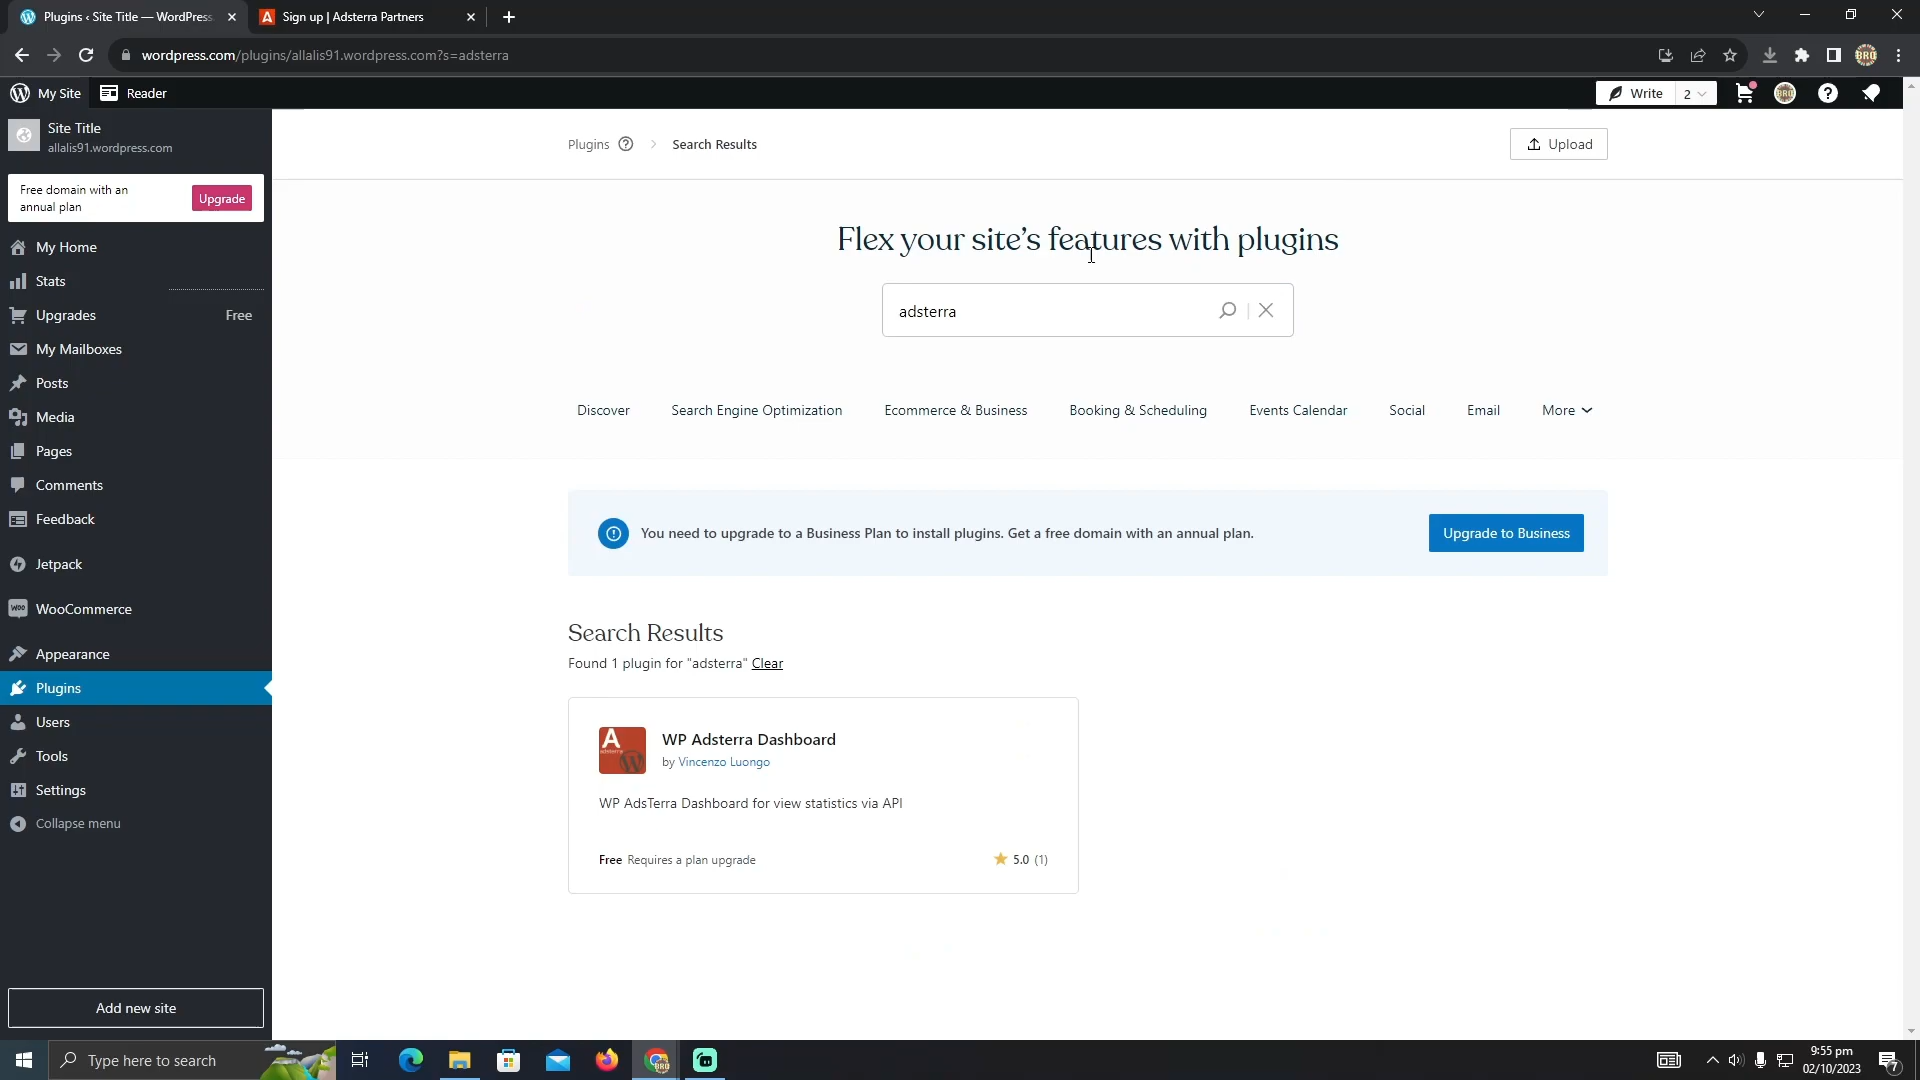 Plugins ‹ Site Title — WordPress.
Sign up | Adsterra Partners
wordpress.com/plugins/allalis91.wordpress.com?s=adsterra
My Site
Reader
Write
2
Site Title
allalis91.wordpress.com
Free domain with an
annual plan
Upgrade
My Home
Stats
Upgrades
Free
My Mailboxes
Posts
Media
Pages
Comments
Feedback
Jetpack
WooCommerce
Appearance
Plugins
Users
Tools
Settings
Collapse menu
Add new site
Plugins
Search Results
Upload
Flex your site's features with plugins
adsterra
Discover
Search Engine Optimization
Ecommerce & Business
Booking & Scheduling
Events Calendar
Social
Email
More
You need to upgrade to a Business Plan to install plugins. Get a free domain with an annual plan.
Upgrade to Business
Search Results
Found 1 plugin for "adsterra" Clear
WP Adsterra Dashboard
by Vincenzo Luongo
WP AdsTerra Dashboard for view statistics via API
Free Requires a plan upgrade
5.0 (1)
Type here to search
9:55 pm
02/10/2023
7